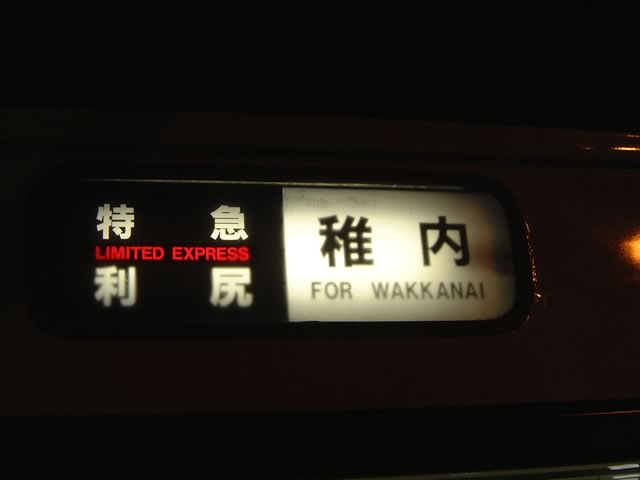 特急
LIMITED EXPRESS
利尻
稚内
FOR WAKKANAI